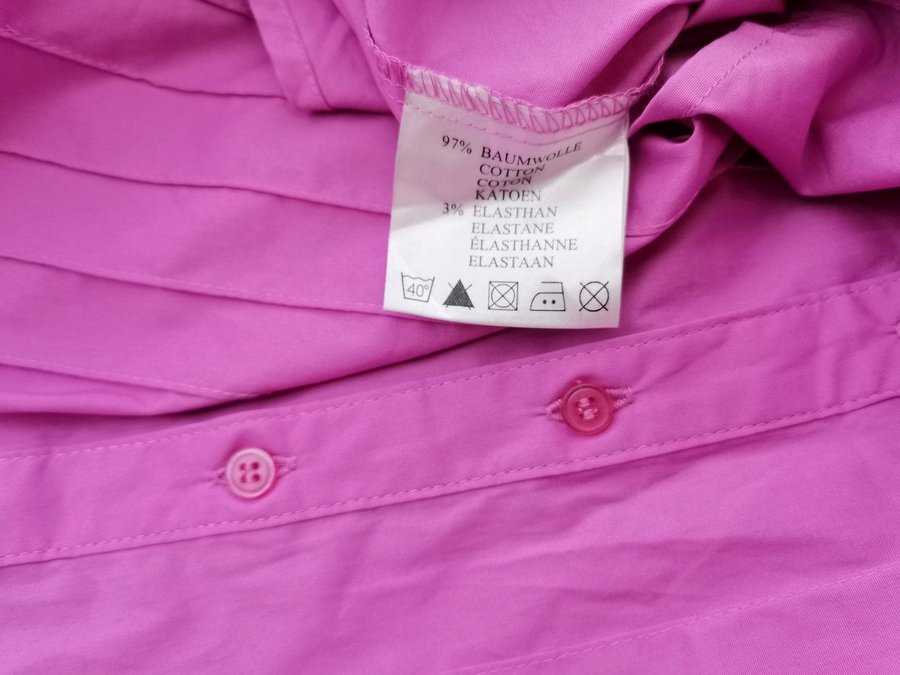 97% BAUMWOLLE
COTTON
COTON
KATOEN
3% ELASTHAN
ELASTANE
ÉLASTHANNE
ELASTAAN
40°